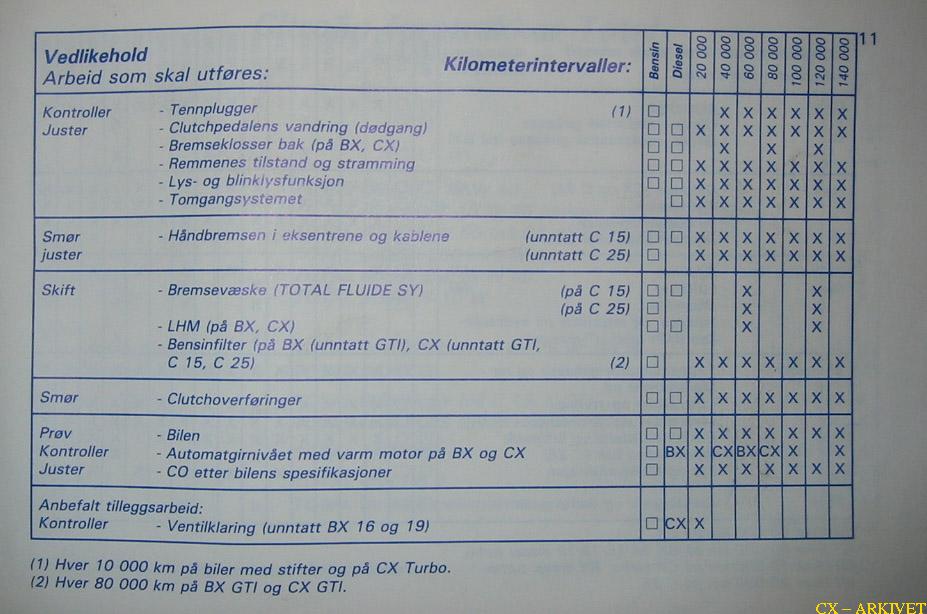 11
Vedlikehold
Arbeid som skal utføres: Kilometerintervaller: Bensin Diesel 20 000 40 000 60 000 80 000 100 000 120 000 140 000
Kontroller - Tennplugger (1) □ X X X X X X
Juster - Clutchpedalens vandring (dødgang) □ □ X X X X X X X
- Bremseklosser bak (på BX, CX) □ □ X X X
- Remmenes tilstand og stramming □ □ X X X X X X X
- Lys- og blinklysfunksjon □ □ X X X X X X X
- Tomgangsystemet □ X X X X X X X
Smør - Håndbremsen i eksentrene og kablene (unntatt C 15) □ □ X X X X X X X
juster (unntatt C 25) □ X X X X X X X
Skift - Bremsevæske (TOTAL FLUIDE SY) (på C 15) □ □ X X
(på C 25) □ X X
- LHM (på BX, CX) □ □ X X
- Bensinfilter (på BX (unntatt GTI), CX (unntatt GTI,
C 15, C 25) (2) □ X X X X X X X
Smør - Clutchoverføringer □ □ X X X X X X X
Prøv - Bilen □ □ X X X X X X X
Kontroller - Automatgirnivået med varm motor på BX og CX □ BX X CX BX CX X X
Juster - CO etter bilens spesifikasjoner □ X X X X X X X
Anbefalt tilleggsarbeid:
Kontroller - Ventilklaring (unntatt BX 16 og 19) □ CX X
(1) Hver 10 000 km på biler med stifter og på CX Turbo.
(2) Hver 80 000 km på BX GTI og CX GTI.
CX – ARKIVET